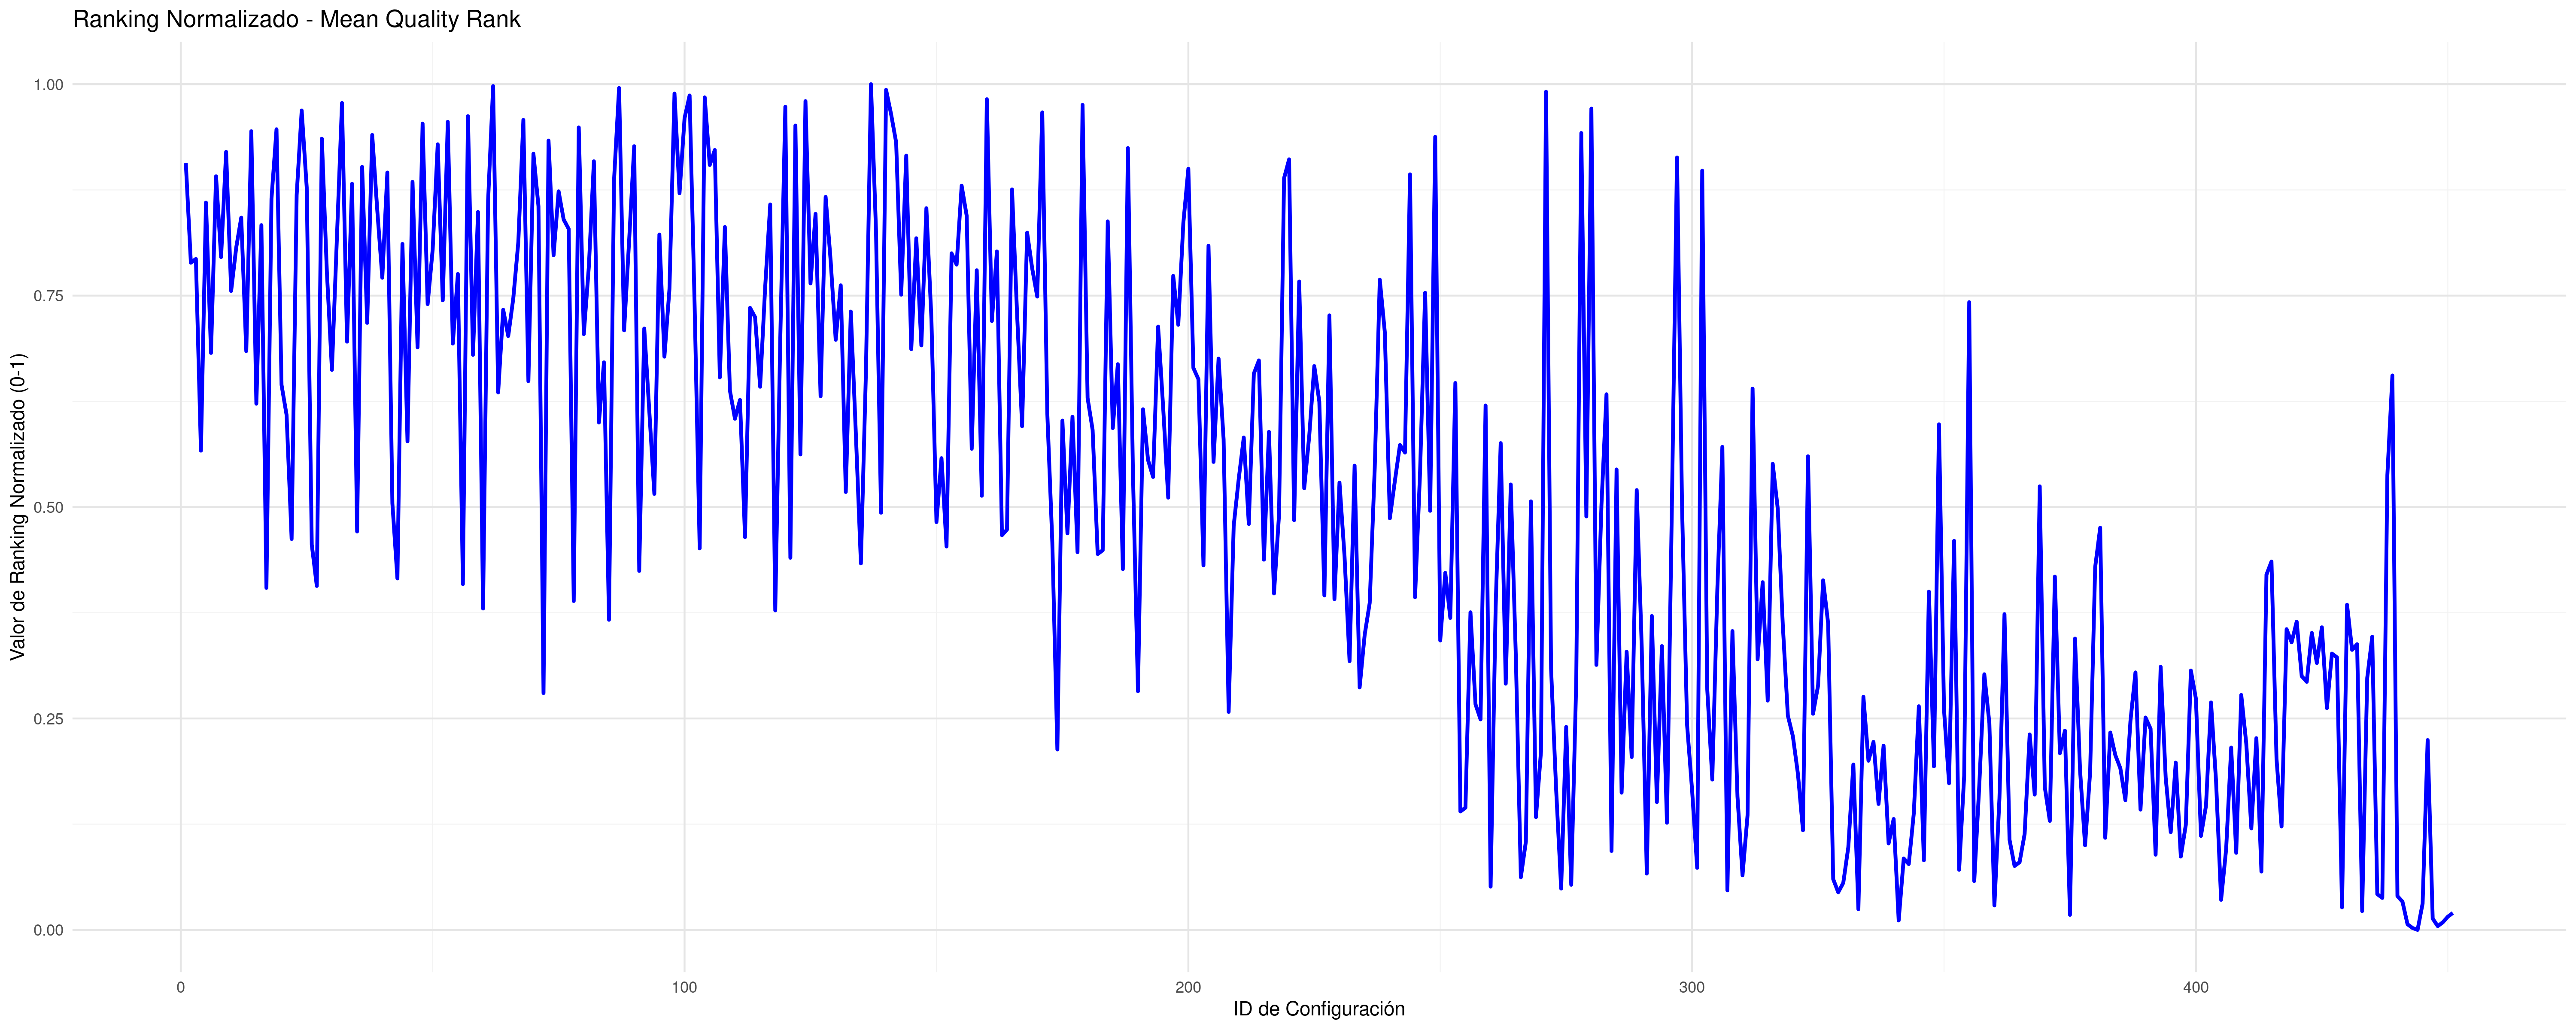 Ranking Normalizado - Mean Quality Rank
Valor de Ranking Normalizado (0-1)
1.00
0.75
0.50
0.25
0.00
0 100 200 300 400
ID de Configuración